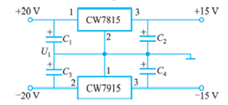 +20 V 1 CW7815 3 +15 V
+ C₁ 2 + C₂
U₁
+ C₃ 1 + C₄
−20 V 2 CW7915 3 −15 V